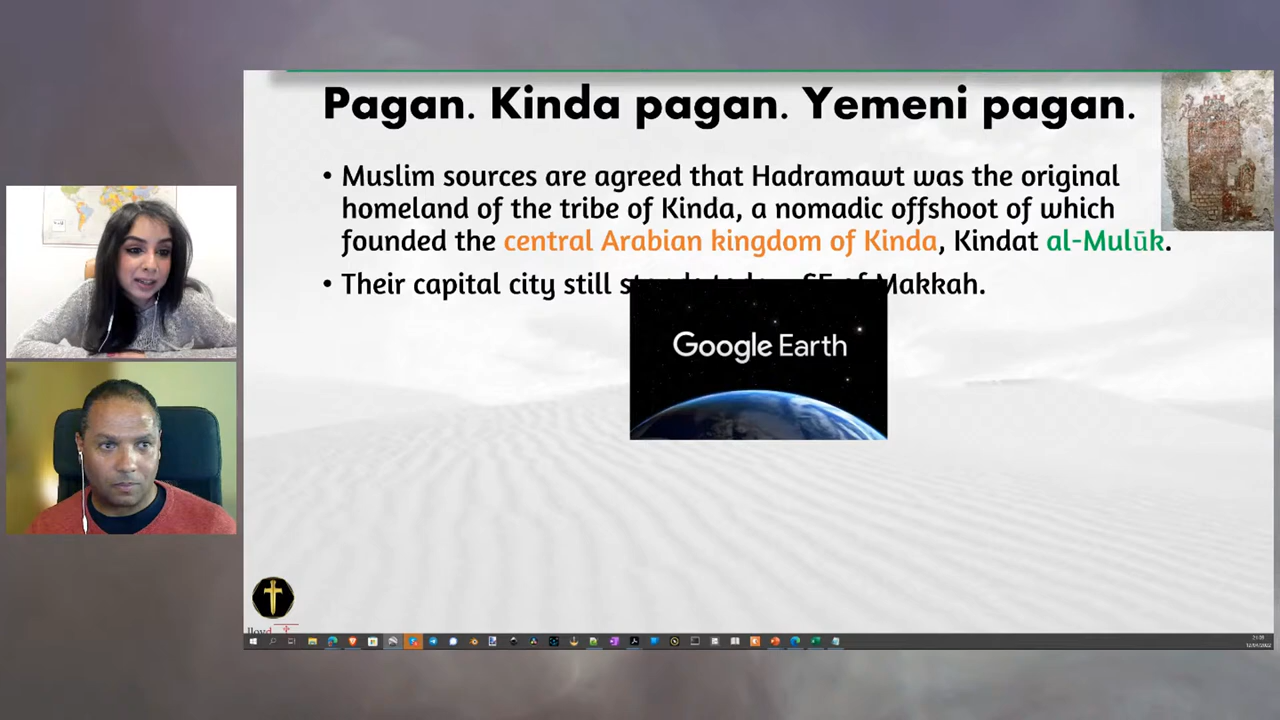 Pagan. Kinda pagan. Yemeni pagan.
• Muslim sources are agreed that Hadramawt was the original
homeland of the tribe of Kinda, a nomadic offshoot of which
founded the central Arabian kingdom of Kinda, Kindat al-Mulūk.
• Their capital city still of Makkah.
Google Earth